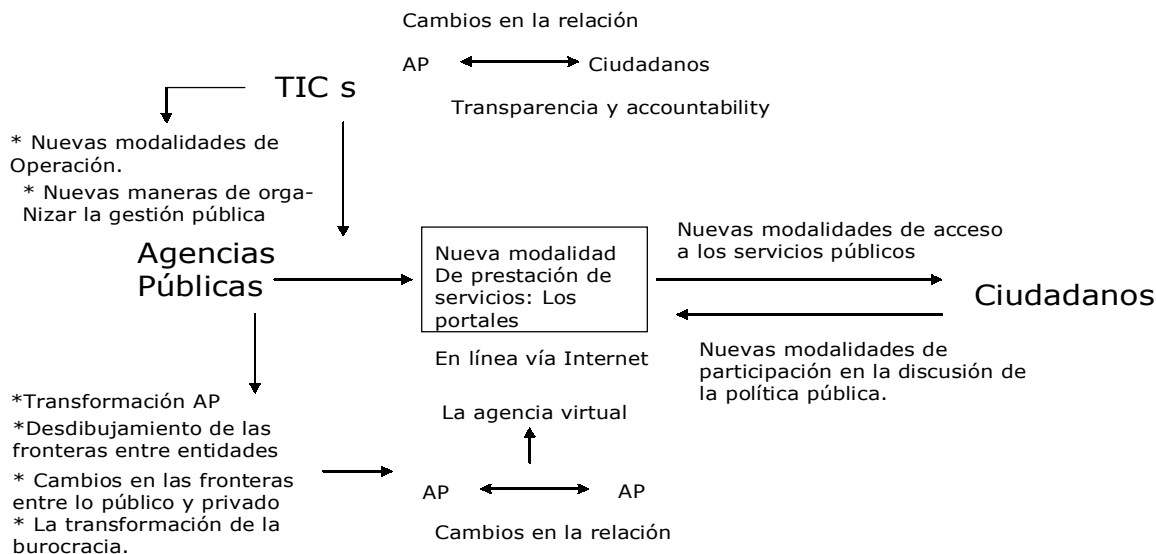 Cambios en la relación
AP
Ciudadanos
TIC s
Transparencia y accountability
* Nuevas modalidades de
Operación.
* Nuevas maneras de orga-
Nizar la gestión pública
Agencias
Públicas
Nueva modalidad
De prestación de
servicios: Los
portales
En línea vía Internet
Nuevas modalidades de acceso
a los servicios públicos
Ciudadanos
Nuevas modalidades de
participación en la discusión de
la política pública.
*Transformación AP
*Desdibujamiento de las
fronteras entre entidades
* Cambios en las fronteras
entre lo público y privado
* La transformación de la
burocracia.
La agencia virtual
AP
AP
Cambios en la relación